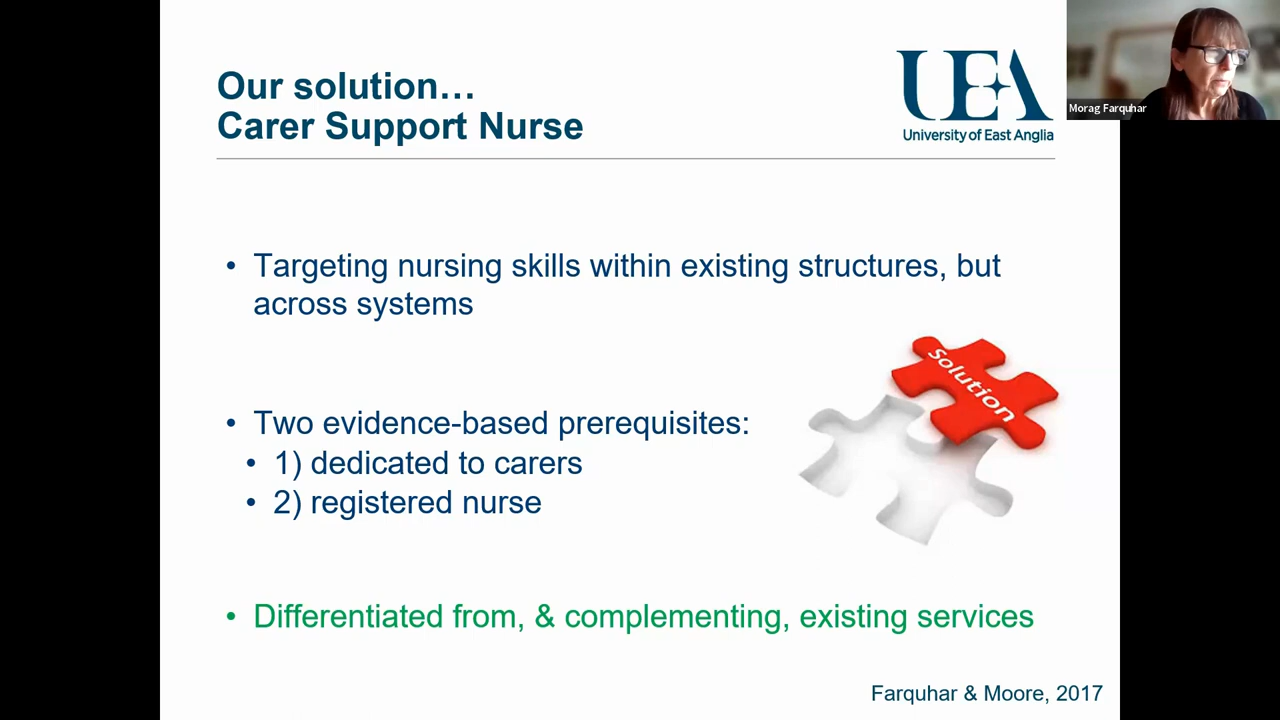 Our solution…
Carer Support Nurse
UEA
University of East Anglia
Morag Farquhar
• Targeting nursing skills within existing structures, but
across systems
Solution
• Two evidence-based prerequisites:
• 1) dedicated to carers
• 2) registered nurse
• Differentiated from, & complementing, existing services
Farquhar & Moore, 2017